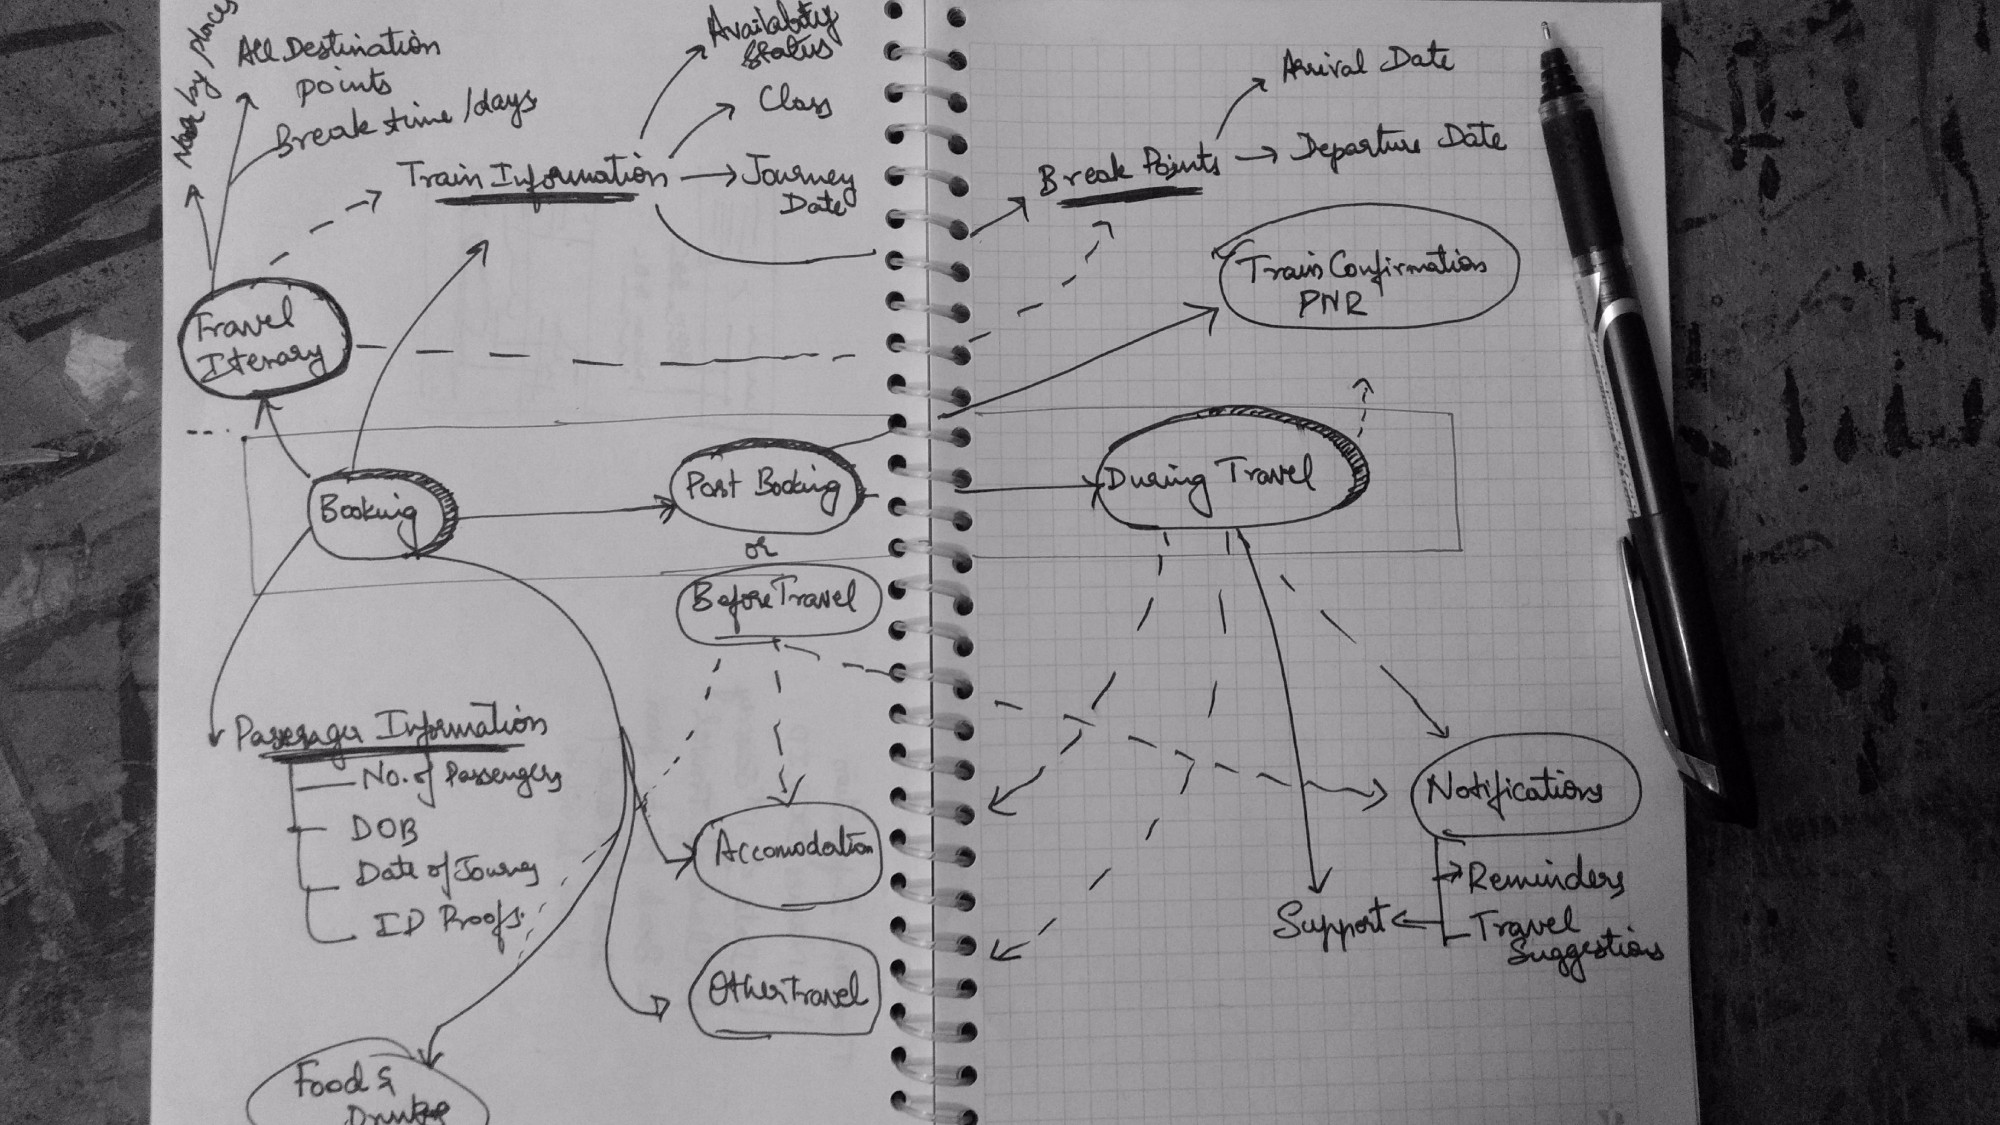 Near by places
All Destination
points
Break time/days
Train Information
Availability
Status
Class
Journey
Date
Travel
Iterary
Booking
Post Booking
or
Before Travel
Passenger Information
No. of Passengers
DOB
Date of Journey
ID Proofs.
Accomodation
Other Travel
Food &
Drinks
Break Points
Arrival Date
Departure Date
Train Confirmation
PNR
During Travel
Notifications
Reminders
Travel
Suggestions
Support